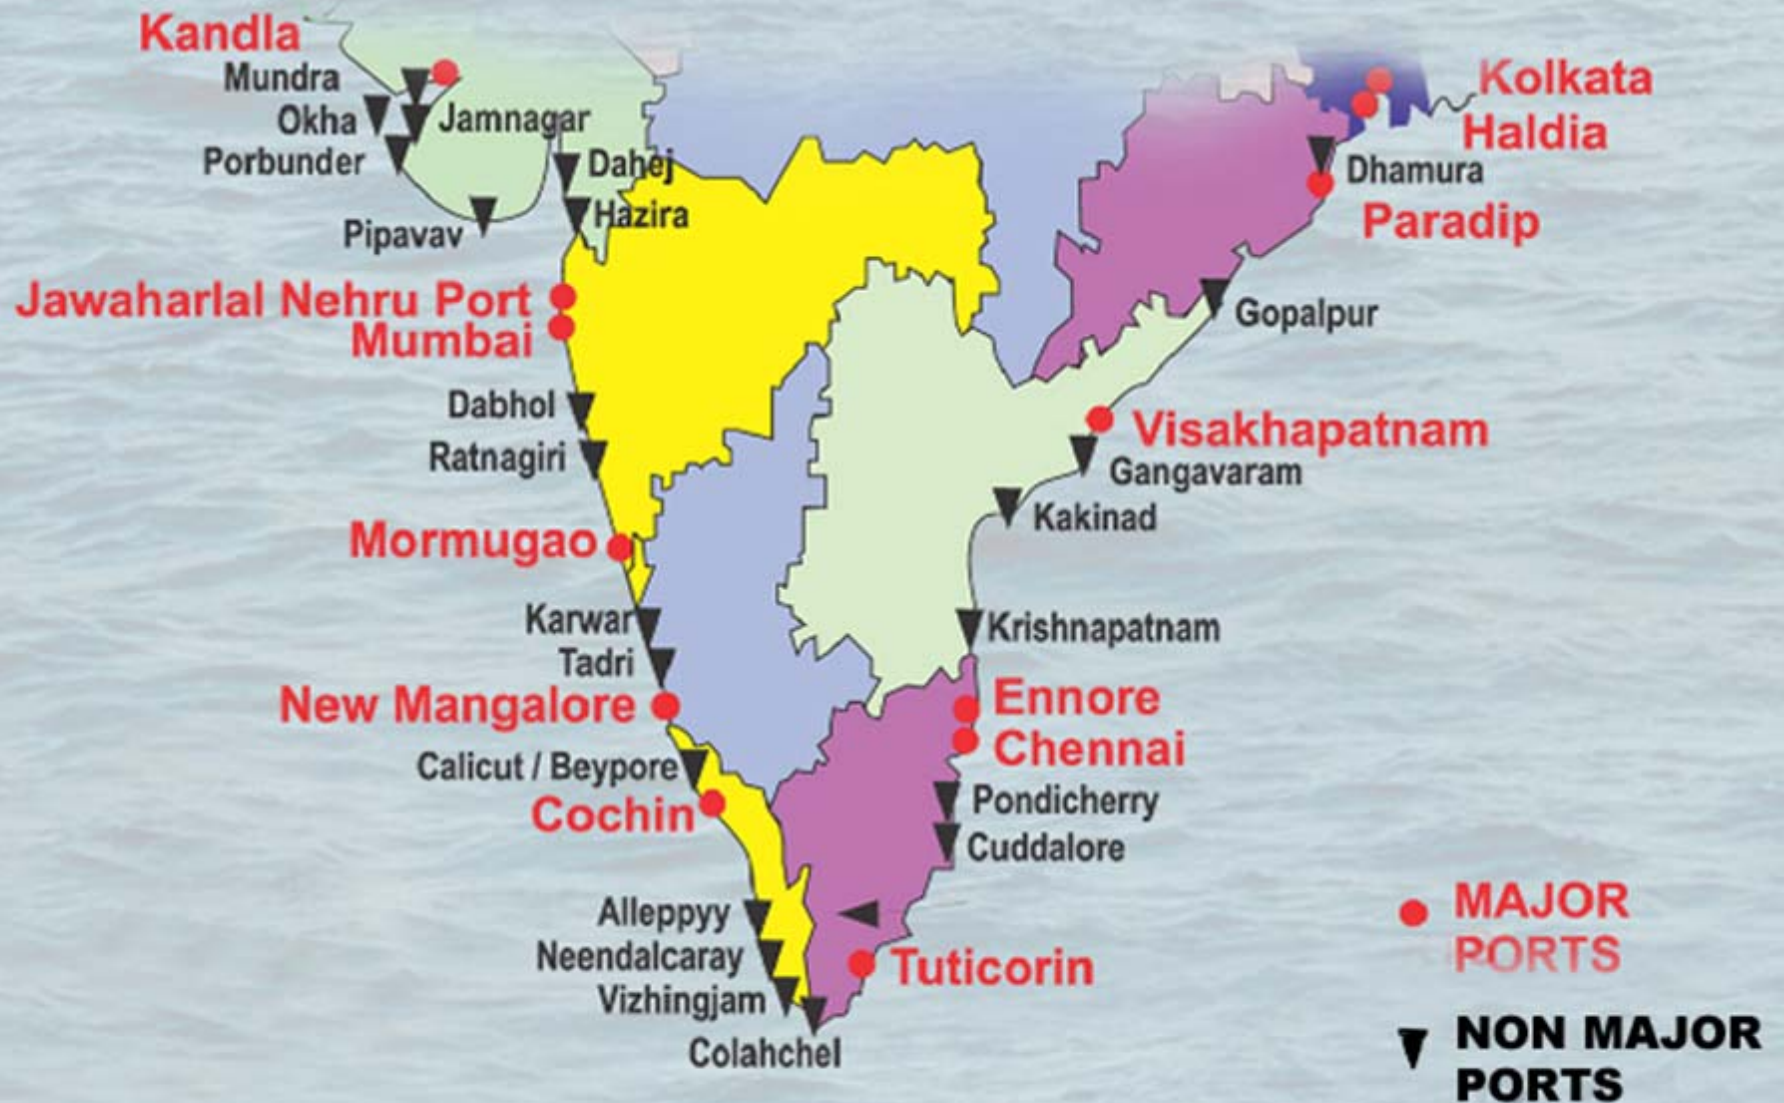 Kandla
Mundra
Okha
Jamnagar
Porbunder
Dahej
Hazira
Pipavav
Jawaharlal Nehru Port
Mumbai
Dabhol
Ratnagiri
Mormugao
Karwar
Tadri
New Mangalore
Calicut / Beypore
Cochin
Alleppyy
Neendalcaray
Vizhingjam
Colahchel
Kolkata
Haldia
Dhamura
Paradip
Gopalpur
Visakhapatnam
Gangavaram
Kakinad
Krishnapatnam
Ennore
Chennai
Pondicherry
Cuddalore
Tuticorin
MAJOR
PORTS
NON MAJOR
PORTS